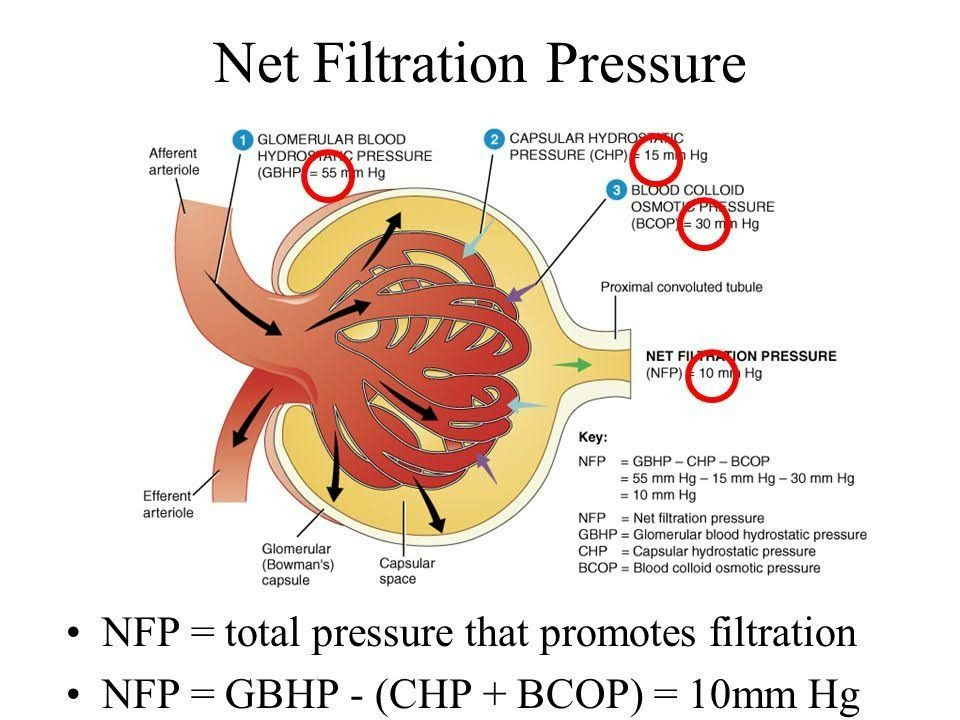 Net Filtration Pressure
Afferent
arteriole
1 GLOMERULAR BLOOD
HYDROSTATIC PRESSURE
(GBHP) = 55 mm Hg
2 CAPSULAR HYDROSTATIC
PRESSURE (CHP) = 15 mm Hg
3 BLOOD COLLOID
OSMOTIC PRESSURE
(BCOP) = 30 mm Hg
Proximal convoluted tubule
NET FILTRATION PRESSURE
(NFP) = 10 mm Hg
Efferent
arteriole
Glomerular
(Bowman's)
capsule
Capsular
space
Key:
NFP = GBHP – CHP – BCOP
= 55 mm Hg – 15 mm Hg – 30 mm Hg
= 10 mm Hg
NFP = Net filtration pressure
GBHP = Glomerular blood hydrostatic pressure
CHP = Capsular hydrostatic pressure
BCOP = Blood colloid osmotic pressure
• NFP = total pressure that promotes filtration
• NFP = GBHP - (CHP + BCOP) = 10mm Hg